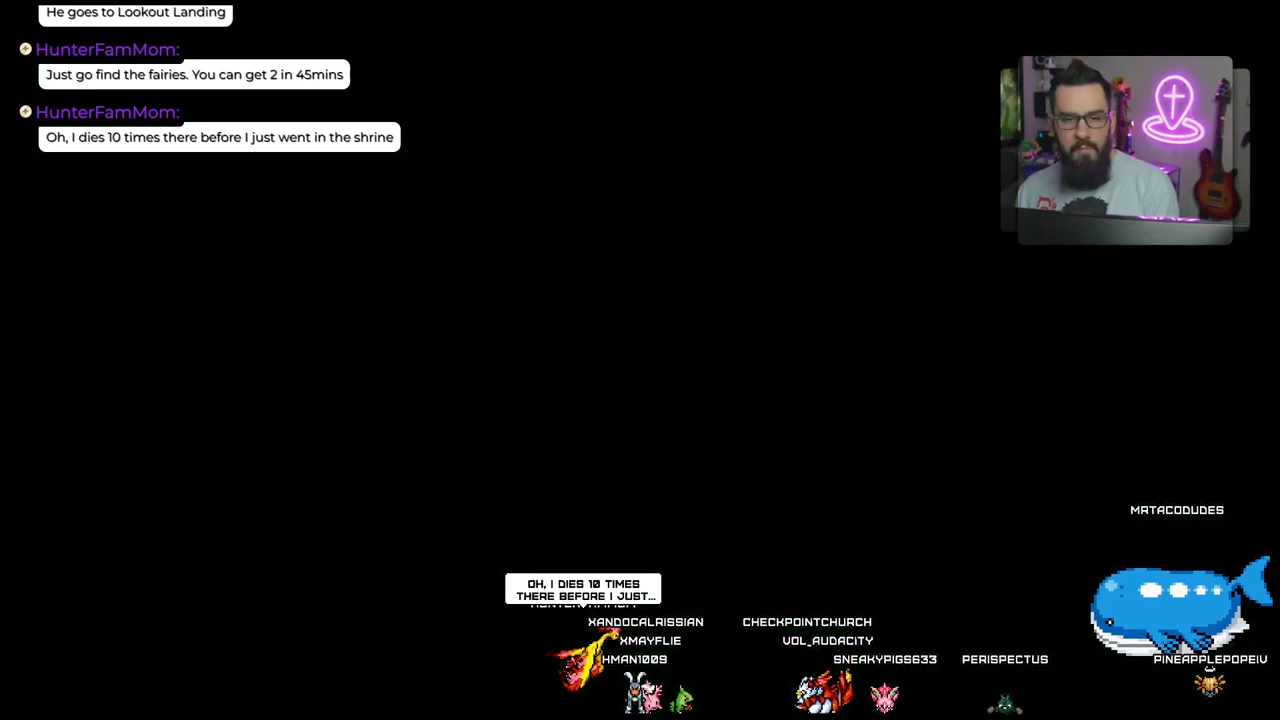 He goes to Lookout Landing
HunterFamMom:
Just go find the fairies. You can get 2 in 45mins
HunterFamMom:
Oh, I dies 10 times there before I just went in the shrine
MRTACODUDES
OH, I DIES 10 TIMES
THERE BEFORE I JUST...
XANDOCALRISSIAN
CHECKPOINTCHURCH
XMAYFLIE
VOL_AUDACITY
HMAN1009
SNEAKYPIGS633
PERISPECTUS
PINEAPPLEPOPEIV